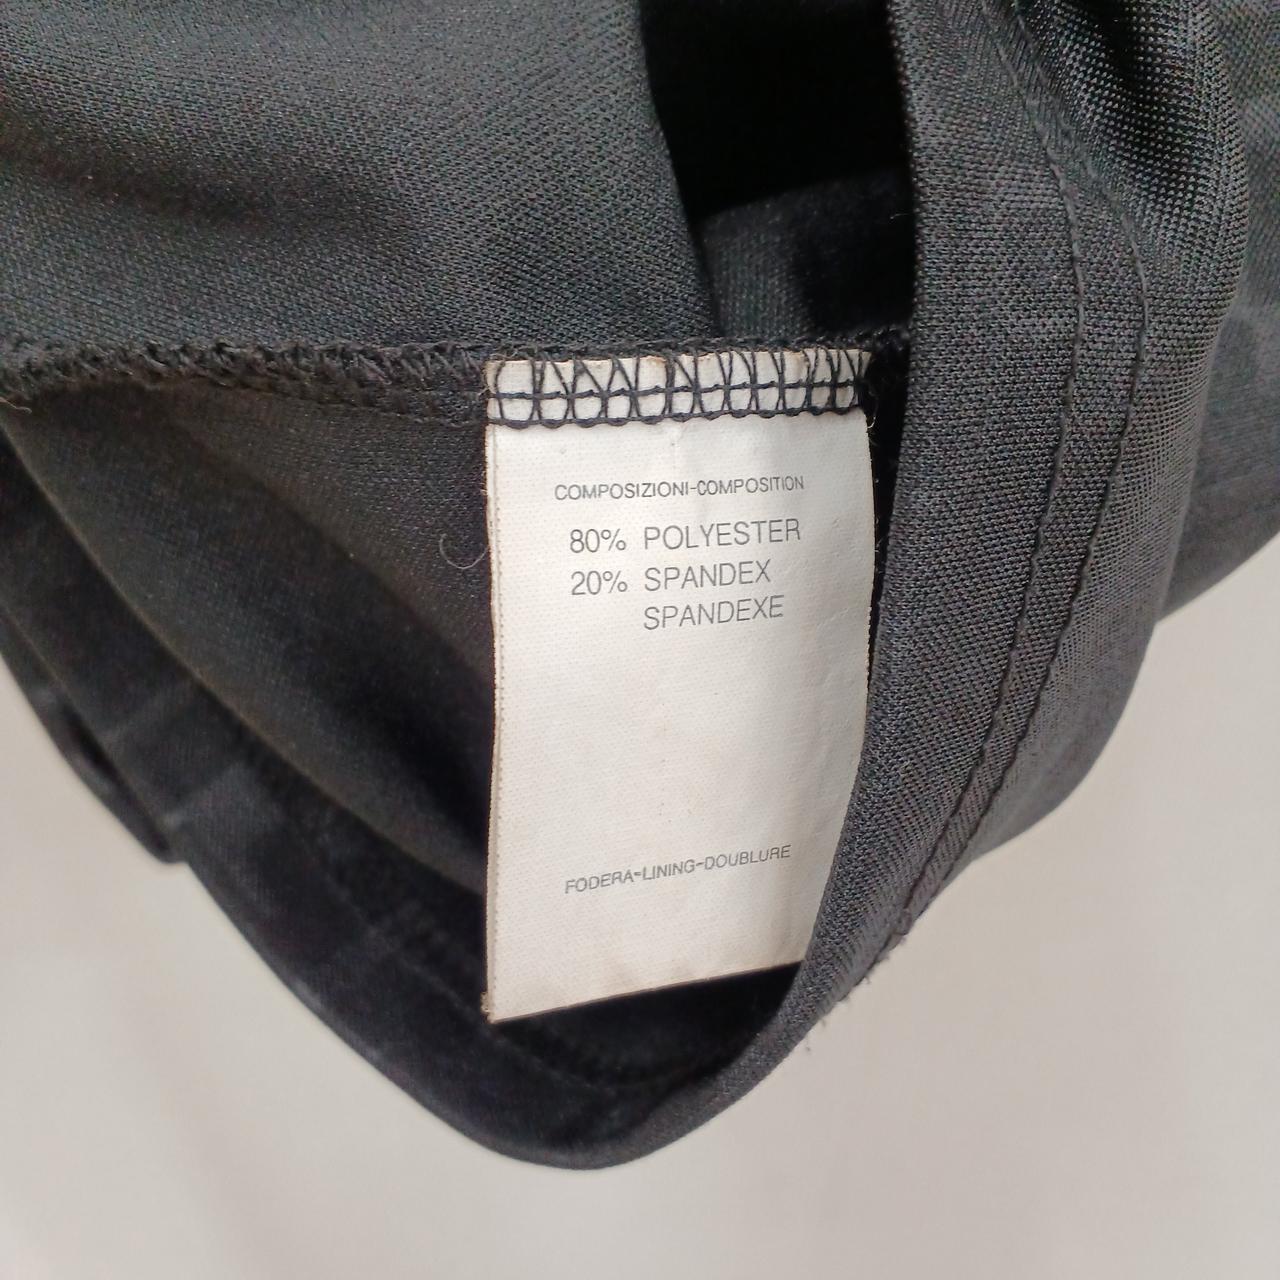 COMPOSIZIONI-COMPOSITION
80% POLYESTER
20% SPANDEX
SPANDEXE
FODERA-LINING-DOUBLURE